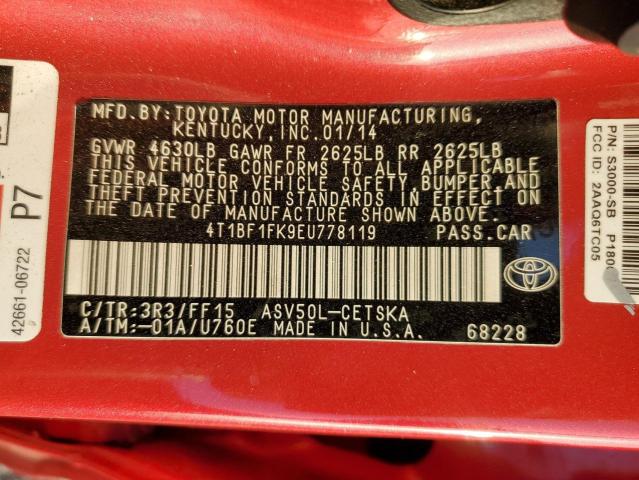 MFD.BY:TOYOTA MOTOR MANUFACTURING,
KENTUCKY,INC.01/14
GVWR 4630LB GAWR FR 2625LB RR 2625LB
THIS VEHICLE CONFORMS TO ALL APPLICABLE
FEDERAL MOTOR VEHICLE SAFETY,BUMPER,AND
THEFT PREVENTION STANDARDS IN EFFECT ON
THE DATE OF MANUFACTURE SHOWN ABOVE.
4T1BF1FK9EU778119 PASS.CAR
C/TR:3R3/FF15 ASV50L-CETSKA
A/TM:-01A/U760E MADE IN U.S.A. 68228
P7
42661-06722
P/N: S3000-SB P1800
FCC ID: 2AAQ6TC05